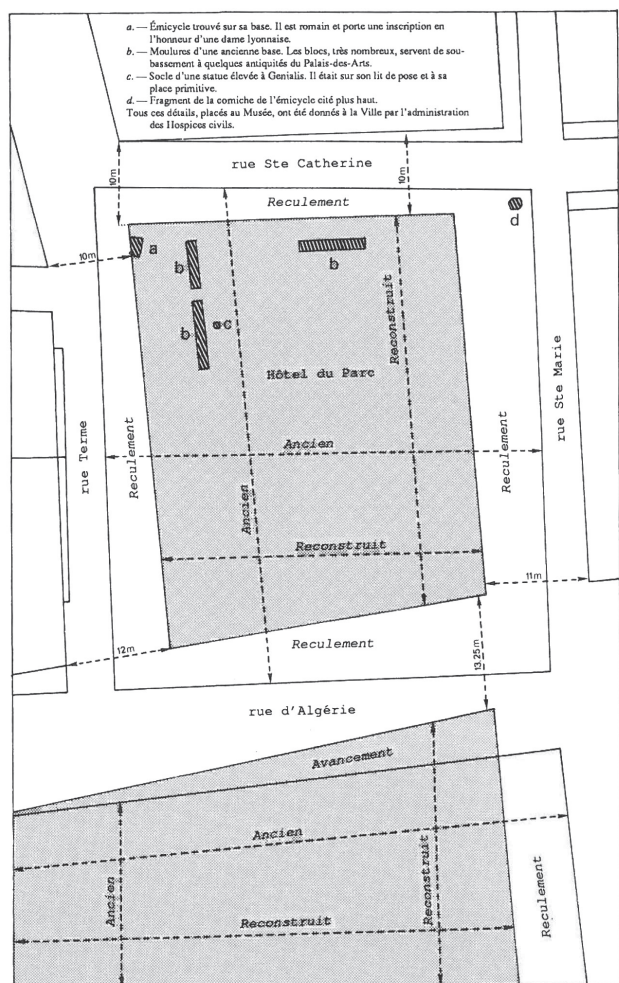 a. — Émicycle trouvé sur sa base. Il est romain et porte une inscription en
l'honneur d'une dame lyonnaise.
b. — Moulures d'une ancienne base. Les blocs, très nombreux, servent de sou-
bassement à quelques antiquités du Palais-des-Arts.
c. — Socle d'une statue élevée à Genialis. Il était sur son lit de pose et à sa
place primitive.
d. — Fragment de la corniche de l'émicycle cité plus haut.
Tous ces détails, placés au Musée, ont été donnés à la Ville par l'administration
des Hospices civils.
10m
rue Ste Catherine
10m
Reculement
d
a
10m
b
b
b
c
Reconstruit
Hôtel du Parc
rue Ste Marie
rue Terme
Reculement
Ancien
Reculement
Ancien
Reconstruit
11m
12m
Reculement
13.25m
rue d'Algérie
Avancement
Ancien
Ancien
Reconstruit
Reculement
Reconstruit